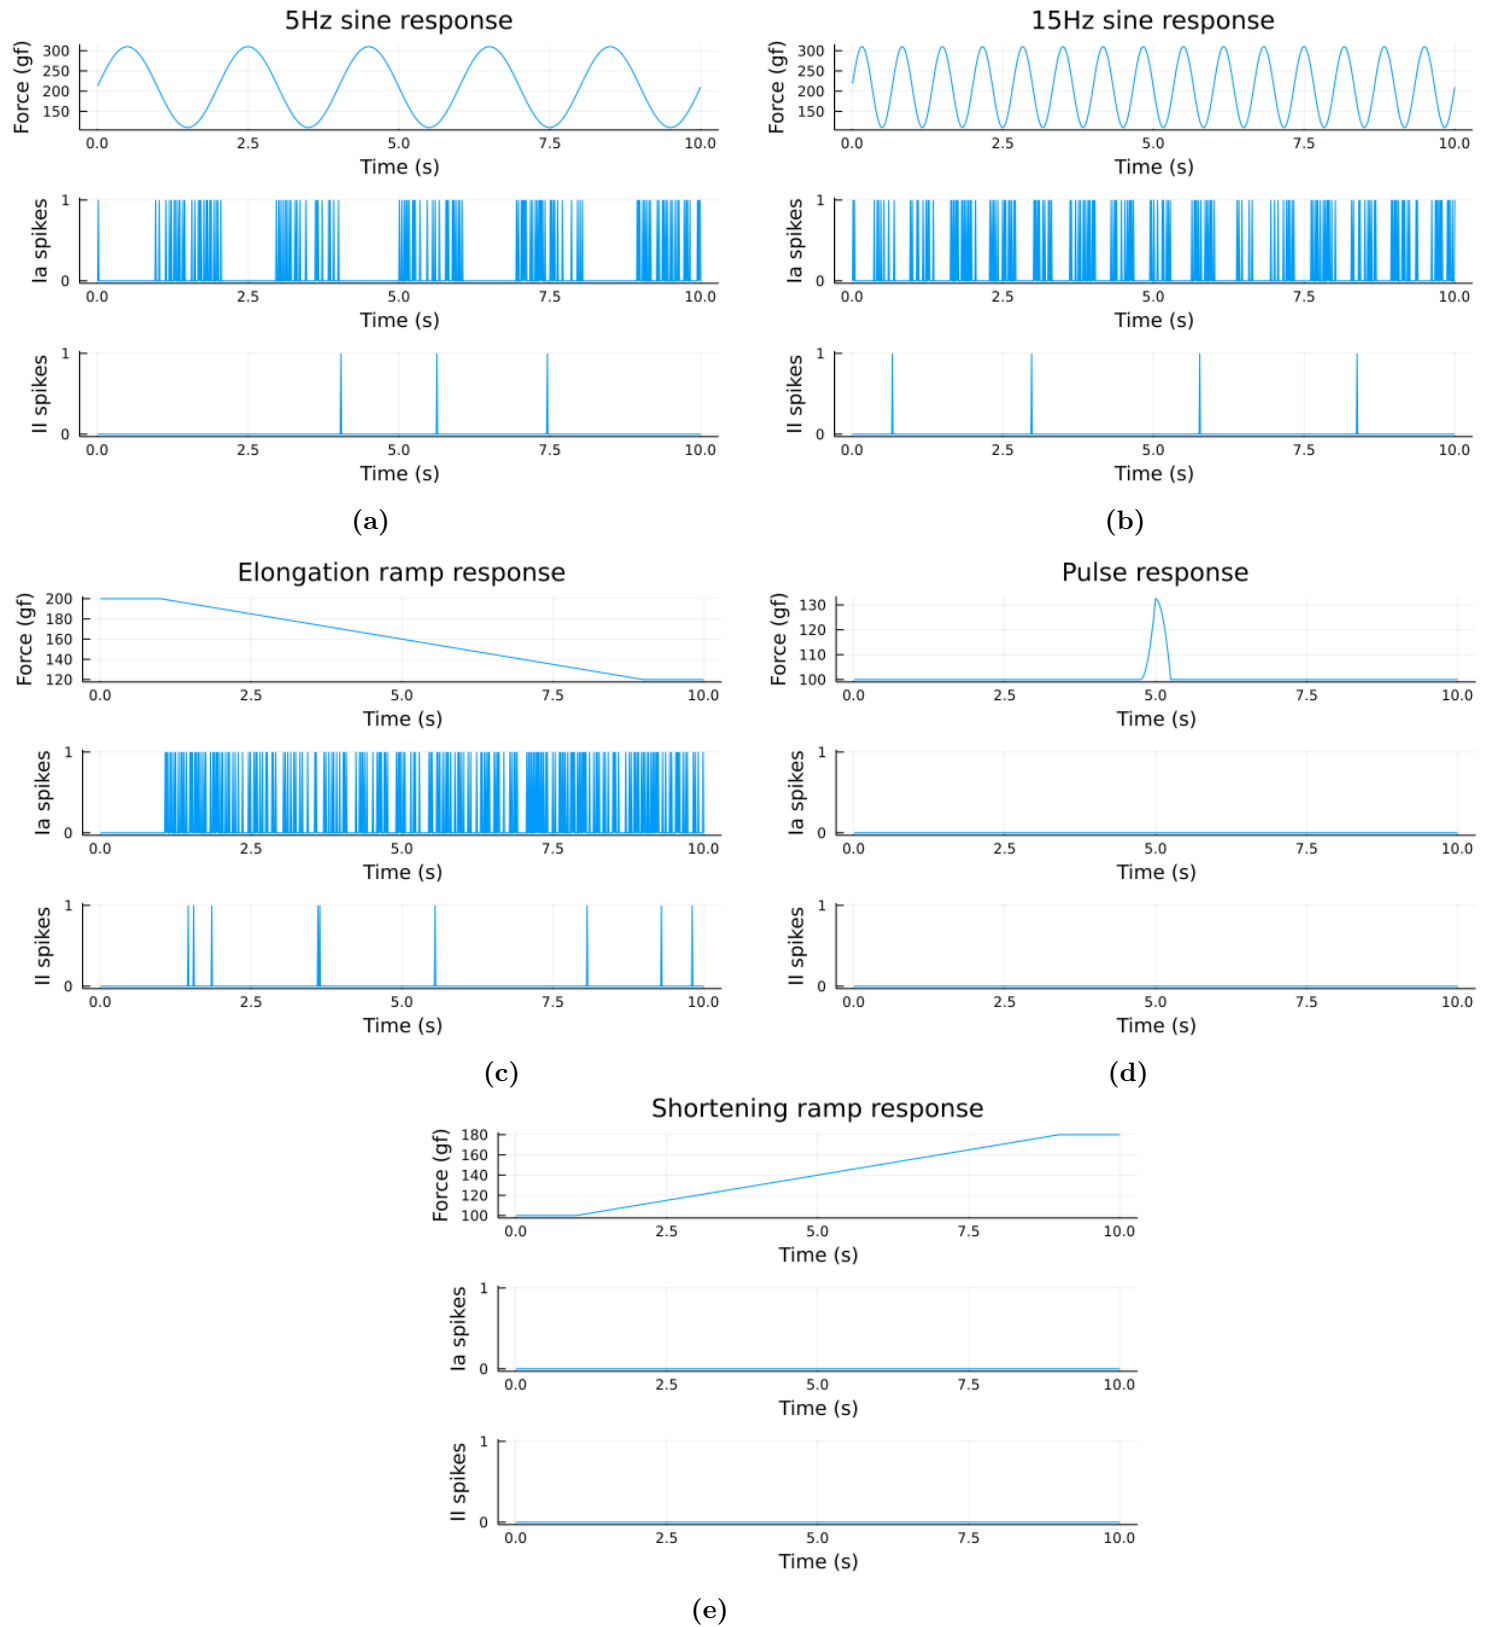 5Hz sine response
Force (gf)
300
250
200
150
0.0 2.5 5.0 7.5 10.0
Time (s)
Ia spikes
1
0
0.0 2.5 5.0 7.5 10.0
Time (s)
II spikes
1
0
0.0 2.5 5.0 7.5 10.0
Time (s)
(a)
15Hz sine response
Force (gf)
300
250
200
150
0.0 2.5 5.0 7.5 10.0
Time (s)
Ia spikes
1
0
0.0 2.5 5.0 7.5 10.0
Time (s)
II spikes
1
0
0.0 2.5 5.0 7.5 10.0
Time (s)
(b)
Elongation ramp response
Force (gf)
200
180
160
140
120
0.0 2.5 5.0 7.5 10.0
Time (s)
Ia spikes
1
0
0.0 2.5 5.0 7.5 10.0
Time (s)
II spikes
1
0
0.0 2.5 5.0 7.5 10.0
Time (s)
(c)
Pulse response
Force (gf)
130
120
110
100
0.0 2.5 5.0 7.5 10.0
Time (s)
Ia spikes
1
0
0.0 2.5 5.0 7.5 10.0
Time (s)
II spikes
1
0
0.0 2.5 5.0 7.5 10.0
Time (s)
(d)
Shortening ramp response
Force (gf)
180
160
140
120
100
0.0 2.5 5.0 7.5 10.0
Time (s)
Ia spikes
1
0
0.0 2.5 5.0 7.5 10.0
Time (s)
II spikes
1
0
0.0 2.5 5.0 7.5 10.0
Time (s)
(e)